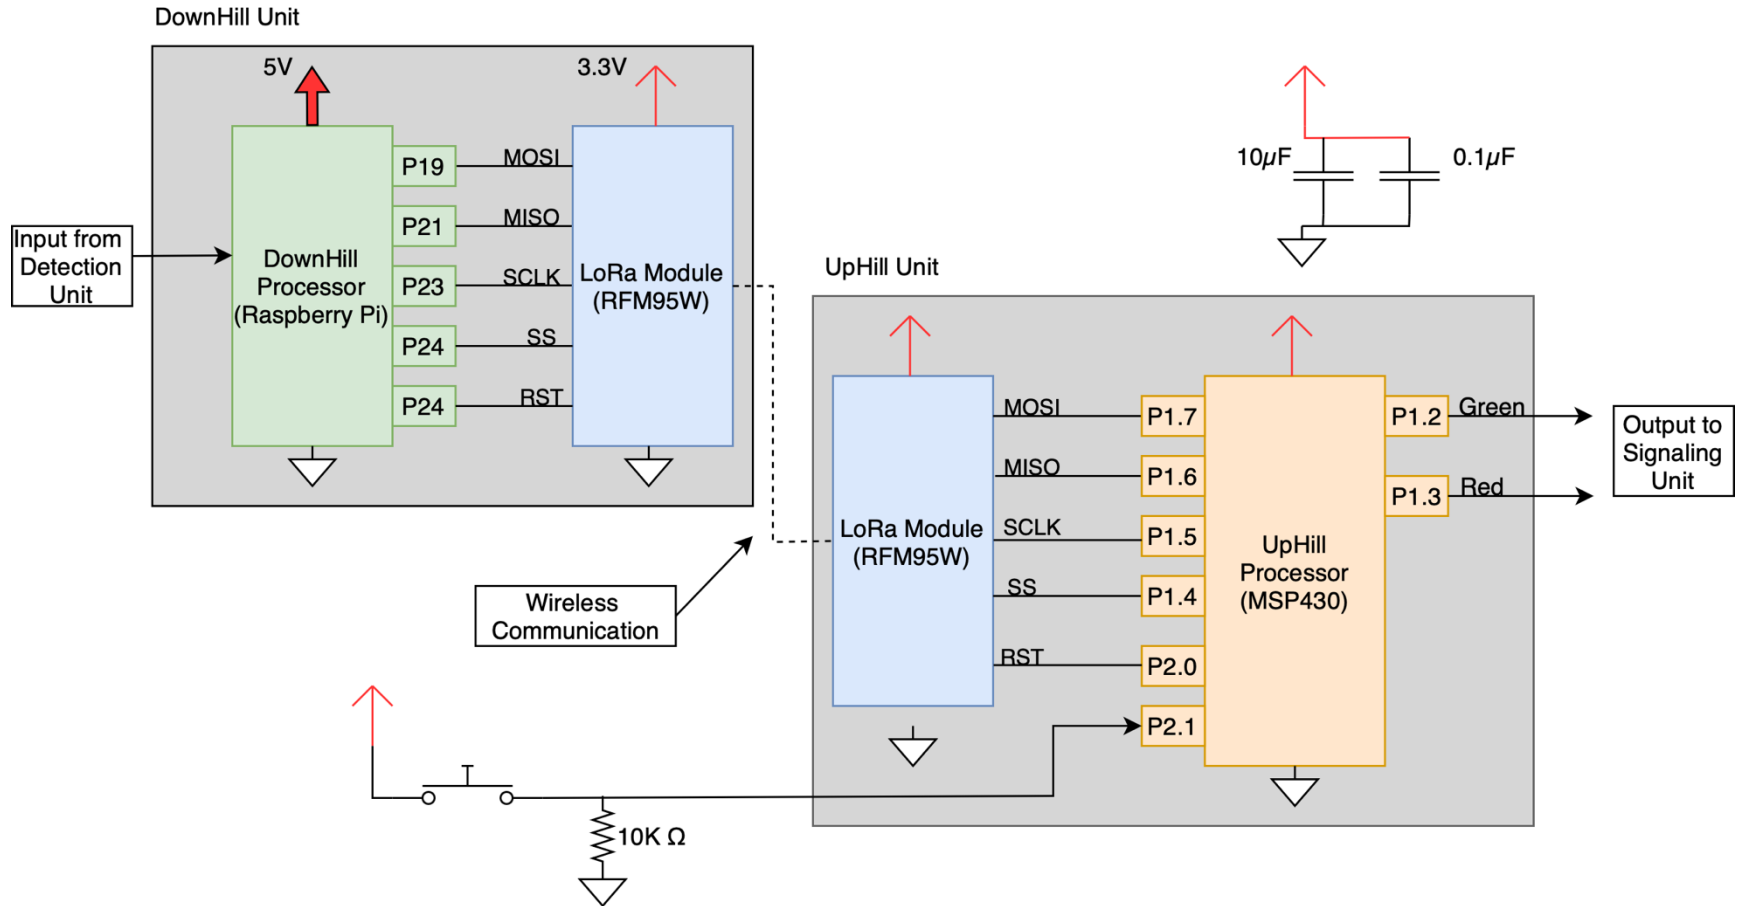 DownHill Unit
5V
3.3V
P19
MOSI
P21
MISO
P23
SCLK
P24
SS
P24
RST
Input from
Detection
Unit
DownHill
Processor
(Raspberry Pi)
LoRa Module
(RFM95W)
10µF
0.1µF
UpHill Unit
LoRa Module
(RFM95W)
MOSI
P1.7
MISO
P1.6
SCLK
P1.5
SS
P1.4
RST
P2.0
P2.1
UpHill
Processor
(MSP430)
P1.2
Green
P1.3
Red
Output to
Signaling
Unit
Wireless
Communication
10K Ω